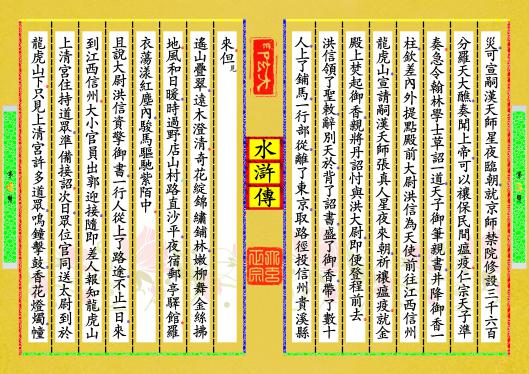 災可宣嗣漢天師星夜臨朝就京師禁院修設三千六百
分羅天大醮奏聞上帝可以禳保民間瘟疫仁宗天子準
奏急令翰林學士草詔一道天子御筆親書并降御香一
柱欽差內外提點殿前太尉洪信為天使前往江西信州
龍虎山宣請嗣漢天師張真人星夜來朝祈禳瘟疫就金
殿上焚起御香親將丹詔付與洪大尉即便登程前去
洪信領了聖敕辭別天子於背了詔書盛了御香帶了數十
人上了鋪馬一行部從離了東京取路徑投信州貴溪縣
水滸傳
來但見
遙山疊翠遠木澄清奇花綻錦繡鋪林嫩柳舞金絲拂
地風和日暖時過野店山村路直沙平夜宿郵亭驛館羅
衣蕩漾紅塵內駿馬驅馳紫陌中
且說大尉洪信資擎御書一行人從上了路途不止一日來
到江西信州大小官員出郭迎接隨即差人報知龍虎山
上清宮住持道眾準備接詔次日眾位官同送太尉到於
龍虎山下只見上清宮許多道眾鳴鐘擊鼓香花燈燭幢